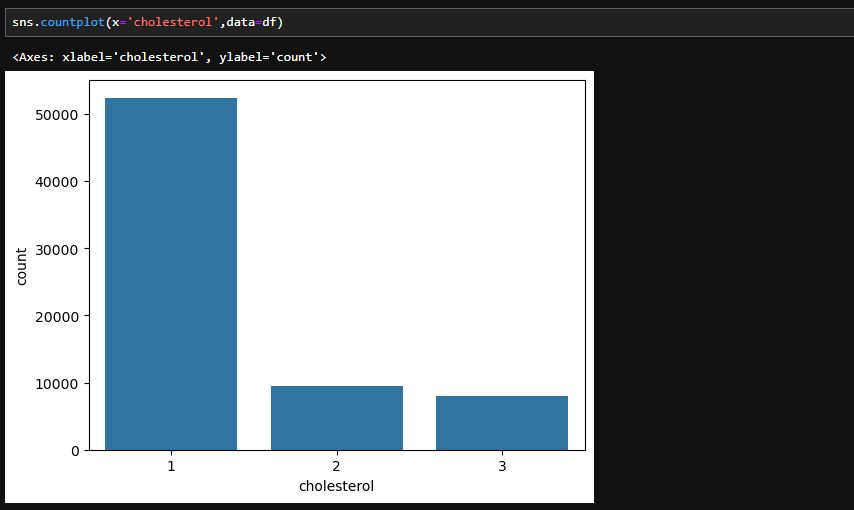 sns.countplot(x='cholesterol',data=df)
<Axes: xlabel='cholesterol', ylabel='count'>
50000
40000
30000
20000
10000
0
count
1 2 3
cholesterol